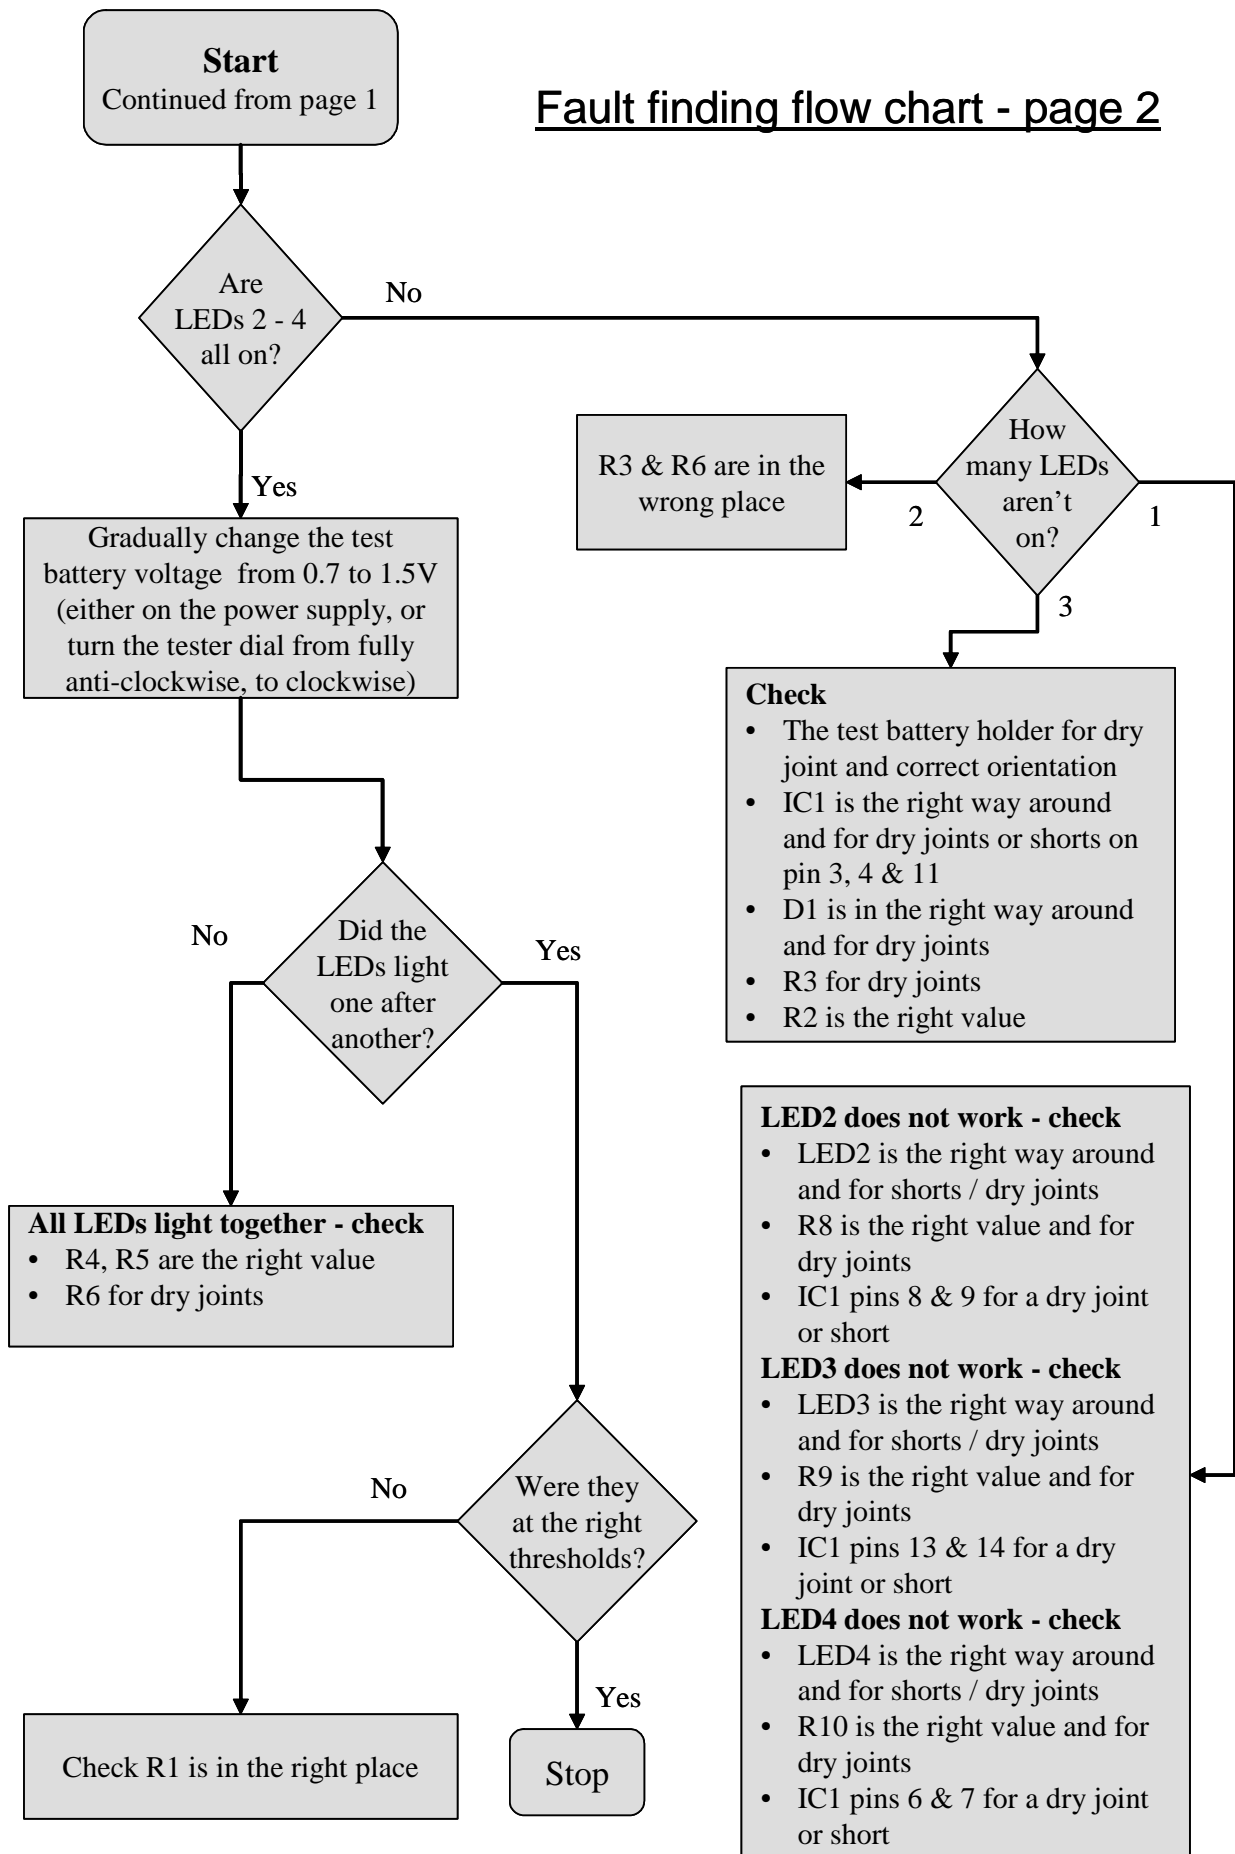 Start
Continued from page 1
Fault finding flow chart - page 2
Are
LEDs 2 - 4
all on?
No
Yes
How
many LEDs
aren't
on?
2
1
3
R3 & R6 are in the
wrong place
Gradually change the test
battery voltage from 0.7 to 1.5V
(either on the power supply, or
turn the tester dial from fully
anti-clockwise, to clockwise)
Check
• The test battery holder for dry
joint and correct orientation
• IC1 is the right way around
and for dry joints or shorts on
pin 3, 4 & 11
• D1 is in the right way around
and for dry joints
• R3 for dry joints
• R2 is the right value
Did the
LEDs light
one after
another?
No
Yes
All LEDs light together - check
• R4, R5 are the right value
• R6 for dry joints
LED2 does not work - check
• LED2 is the right way around
and for shorts / dry joints
• R8 is the right value and for
dry joints
• IC1 pins 8 & 9 for a dry joint
or short
LED3 does not work - check
• LED3 is the right way around
and for shorts / dry joints
• R9 is the right value and for
dry joints
• IC1 pins 13 & 14 for a dry
joint or short
LED4 does not work - check
• LED4 is the right way around
and for shorts / dry joints
• R10 is the right value and for
dry joints
• IC1 pins 6 & 7 for a dry joint
or short
Were they
at the right
thresholds?
No
Yes
Check R1 is in the right place
Stop